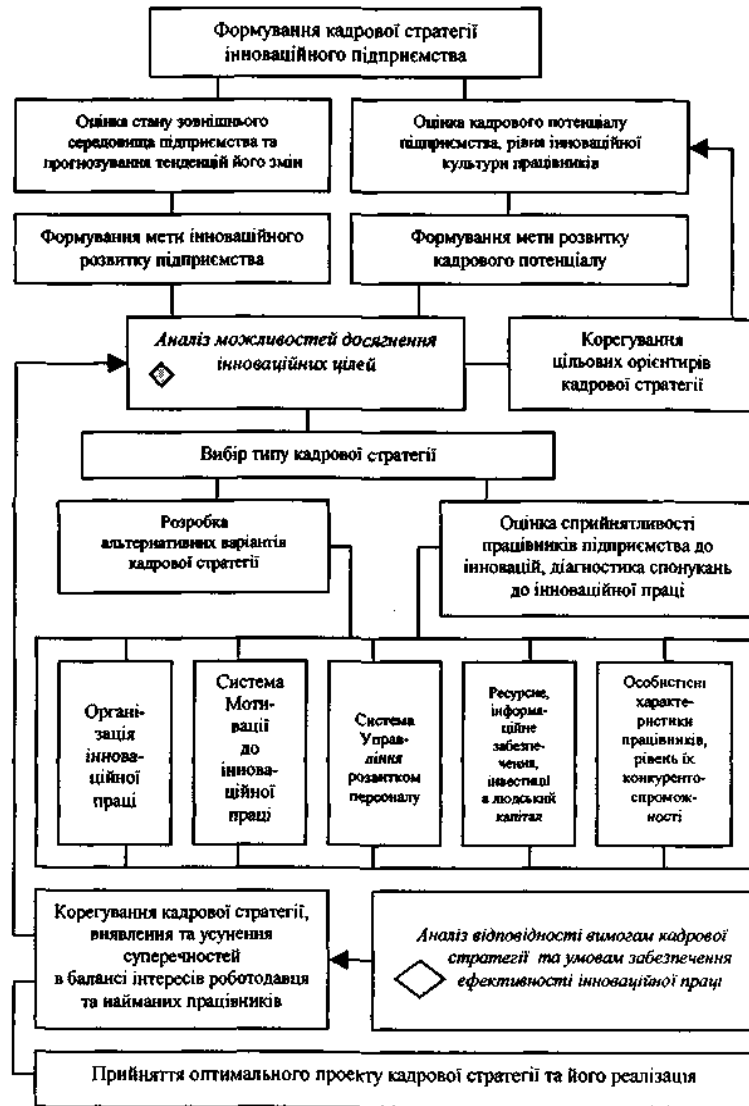 Формування кадрової стратегії
інноваційного підприємства
Оцінка стану зовнішнього
середовища підприємства та
прогнозування тенденцій його змін
Оцінка кадрового потенціалу
підприємства, рівня інноваційної
культури працівників
Формування мети інноваційного
розвитку підприємства
Формування мети розвитку
кадрового потенціалу
Аналіз можливостей досягнення
інноваційних цілей
Корегування
цільових орієнтирів
кадрової стратегії
Вибір типу кадрової стратегії
Розробка
альтернативних варіантів
кадрової стратегії
Оцінка сприйнятливості
працівників підприємства до
інновацій, діагностика спонукань
до інноваційної праці
Органі-
зація
іннова-
ційної
праці
Система
Моти-
вації
до
іннова-
ційної
праці
Система
Управ-
ління
розвитком
персоналу
Ресурсне,
інформа-
ційне
забезпе-
чення,
інвестиції
в людський
капітал
Особистісні
характе-
ристики
працівників,
рівень їх
конкуренто-
спромож-
ності
Корегування кадрової стратегії,
виявлення та усунення
суперечностей
в балансі інтересів роботодавця
та найманих працівників
Аналіз відповідності вимогам кадрової
стратегії та умовам забезпечення
ефективності інноваційної праці
Прийняття оптимального проекту кадрової стратегії та його реалізація